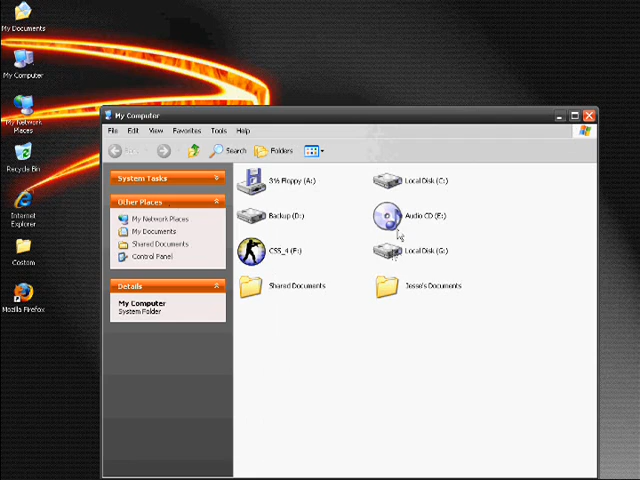 My Documents
My Computer
My Network
Places
Recycle Bin
Internet
Explorer
Custom
Mozilla Firefox
My Computer
File Edit View Favorites Tools Help
Search Folders
System Tasks
Other Places
My Network Places
My Documents
Shared Documents
Control Panel
Details
My Computer
System Folder
3½ Floppy (A:) Local Disk (C:)
Backup (D:) Audio CD (E:)
CSS_4 (F:) Local Disk (G:)
Shared Documents Jesse's Documents